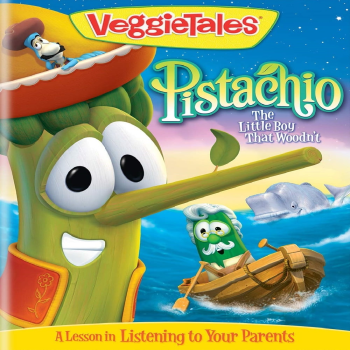 VeggieTales®
Pistachio
The
Little Boy
That Woodn't
A Lesson in Listening to Your Parents